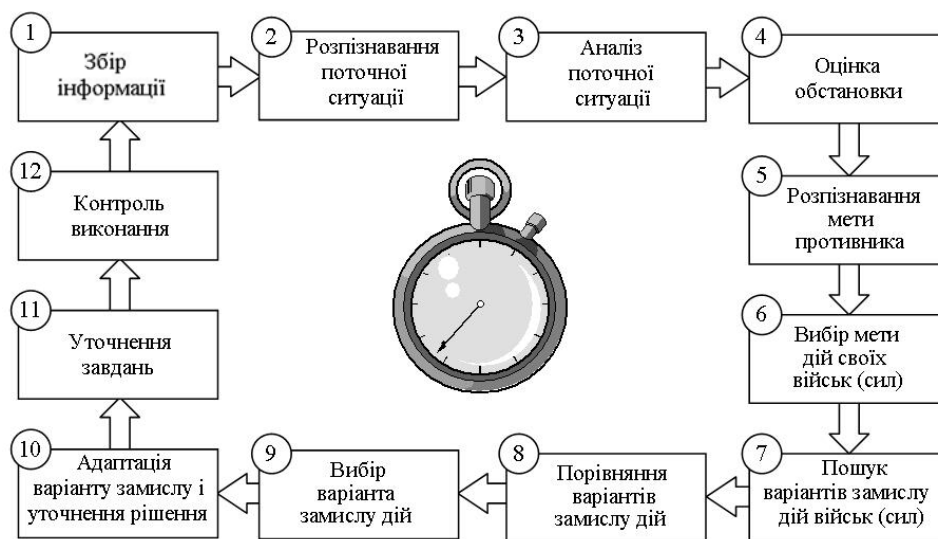 1
Збір
інформації
2
Розпізнавання
поточної
ситуації
3
Аналіз
поточної
ситуації
4
Оцінка
обстановки
5
Розпізнавання
мети
противника
6
Вибір мети
дій своїх
військ (сил)
7
Пошук
варіантів замислу
дій військ (сил)
8
Порівняння
варіантів
замислу дій
9
Вибір
варіанта
замислу дій
10
Адаптація
варіанту замислу і
уточнення рішення
11
Уточнення
завдань
12
Контроль
виконання